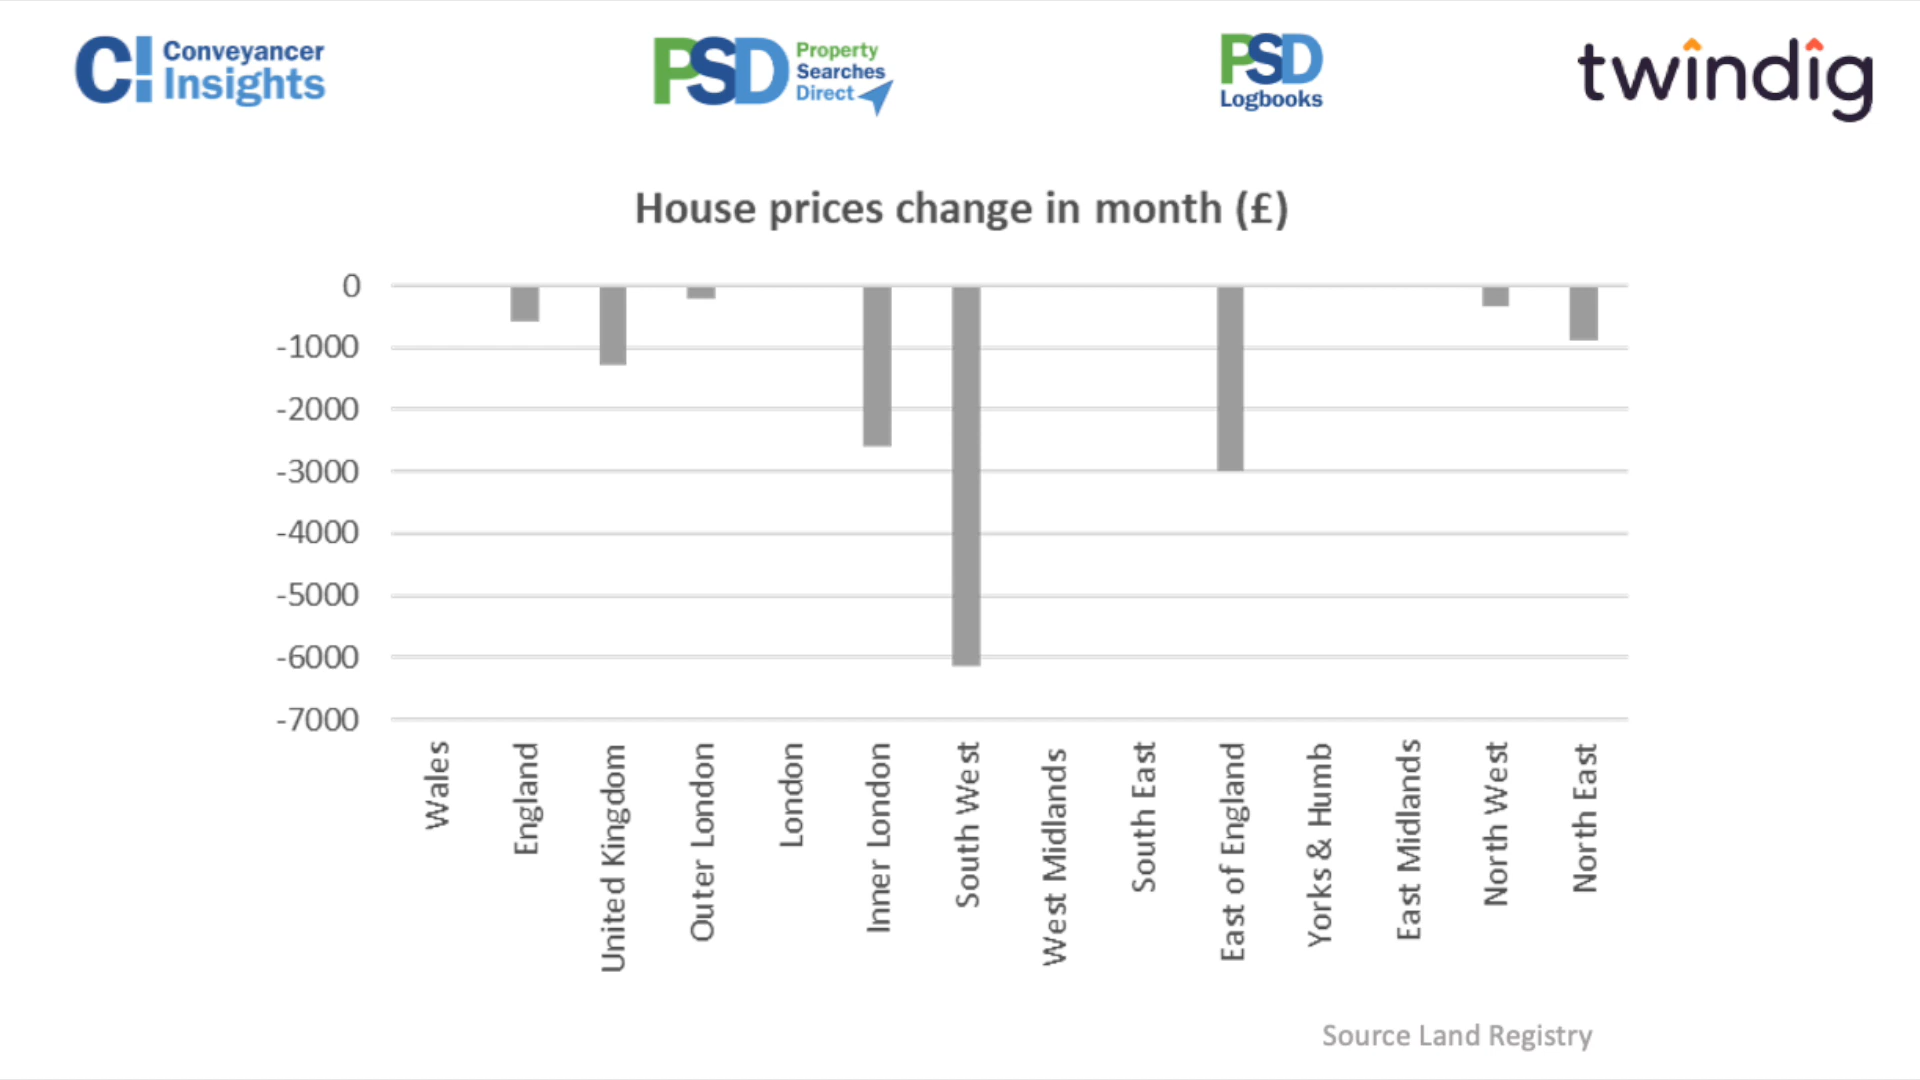 Conveyancer
Insights
PSD Property
Searches
Direct
PSD
Logbooks
twindig
House prices change in month (£)
0
-1000
-2000
-3000
-4000
-5000
-6000
-7000
Wales
England
United Kingdom
Outer London
London
Inner London
South West
West Midlands
South East
East of England
Yorks & Humb
East Midlands
North West
North East
Source Land Registry